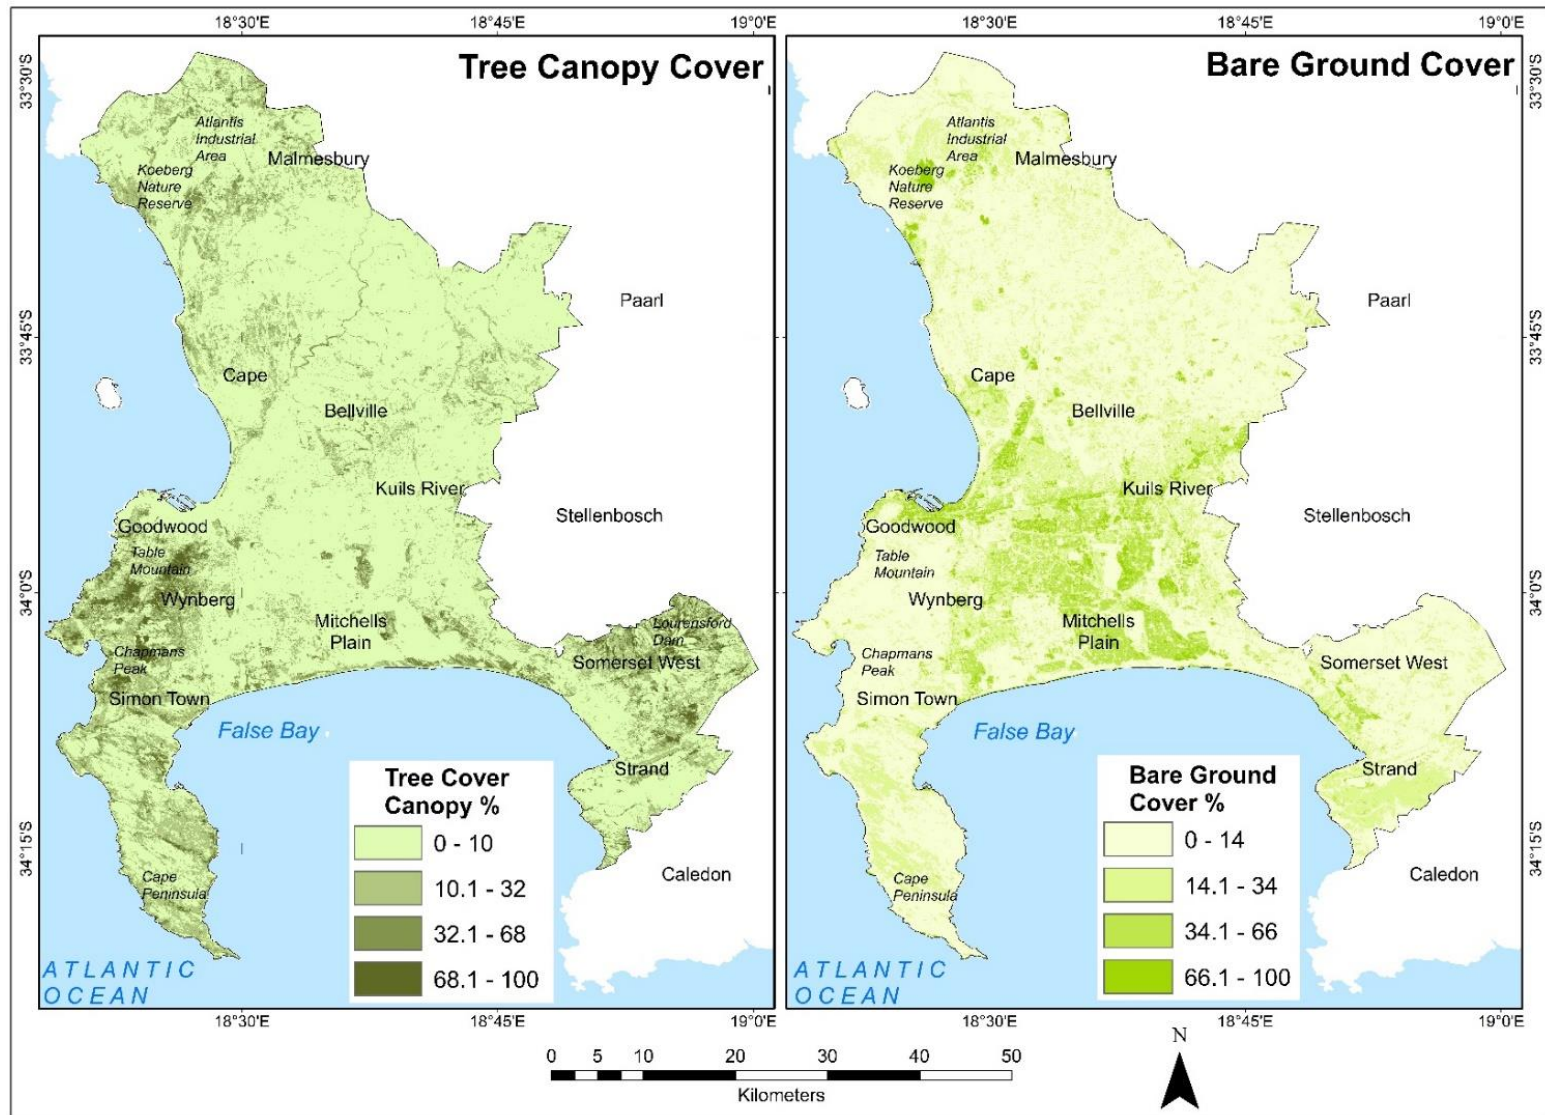 18°30'E 18°45'E 19°0'E
18°30'E 18°45'E 19°0'E
Tree Canopy Cover
33°30'S
33°45'S
34°0'S
34°15'S
Atlantis
Industrial
Area
Malmesbury
Koeberg
Nature
Reserve
Paarl
Cape
Bellville
Kuils River
Stellenbosch
Goodwood
Table
Mountain
Wynberg
Mitchells
Plain
Lourensford
Dam
Somerset West
Chapmans
Peak
Simon Town
False Bay
Strand
Caledon
Cape
Peninsula
ATLANTIC
OCEAN
Tree Cover
Canopy %
0 - 10
10.1 - 32
32.1 - 68
68.1 - 100
18°30'E 18°45'E 19°0'E
Bare Ground Cover
Atlantis
Industrial
Area
Malmesbury
Koeberg
Nature
Reserve
Paarl
Cape
Bellville
Kuils River
Stellenbosch
Goodwood
Table
Mountain
Wynberg
Mitchells
Plain
Somerset West
Chapmans
Peak
Simon Town
False Bay
Strand
Caledon
Cape
Peninsula
ATLANTIC
OCEAN
Bare Ground
Cover %
0 - 14
14.1 - 34
34.1 - 66
66.1 - 100
33°30'S
33°45'S
34°0'S
34°15'S
18°30'E 18°45'E 19°0'E
0 5 10 20 30 40 50
Kilometers
N